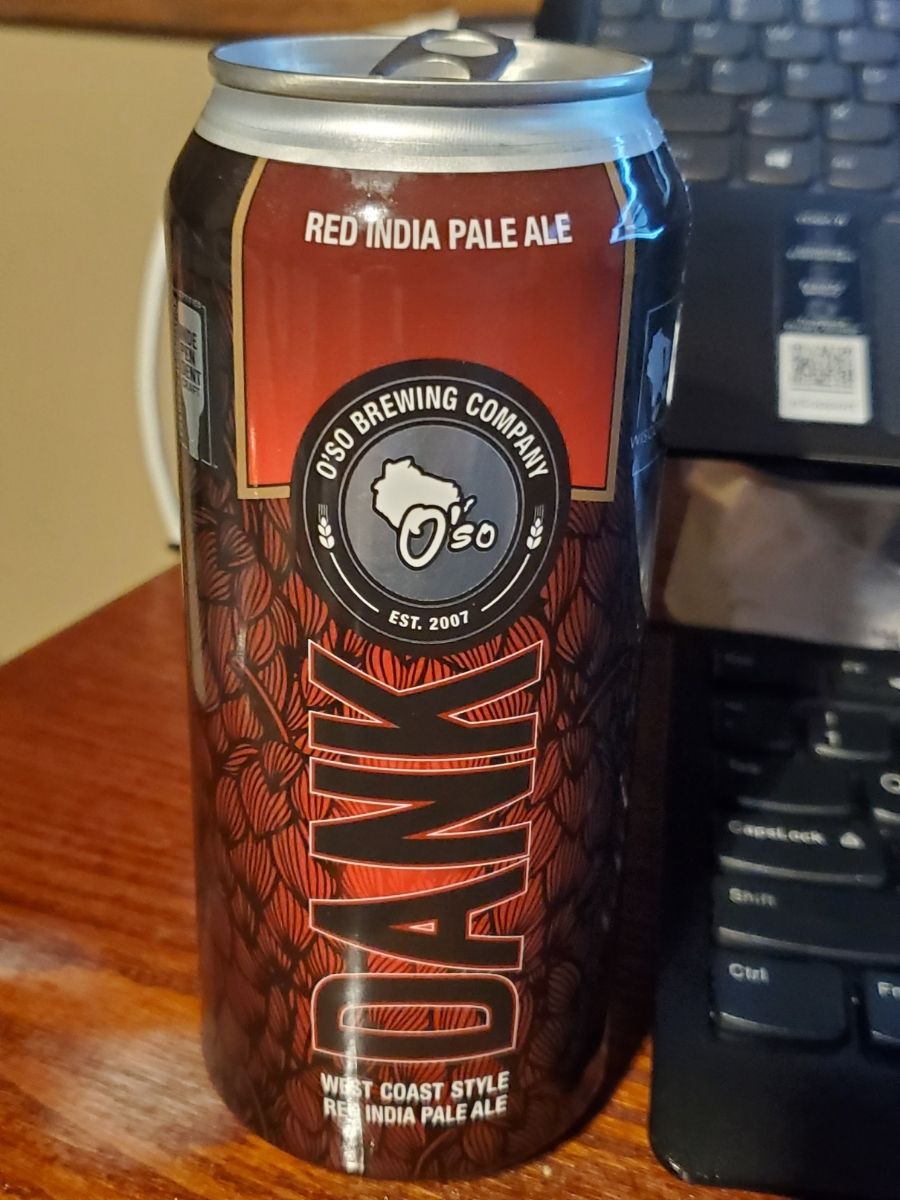 RED INDIA PALE ALE
O'SO BREWING COMPANY
O'so
EST. 2007
DANK
WEST COAST STYLE
RED INDIA PALE ALE
CapsLock
Shift
Ctrl